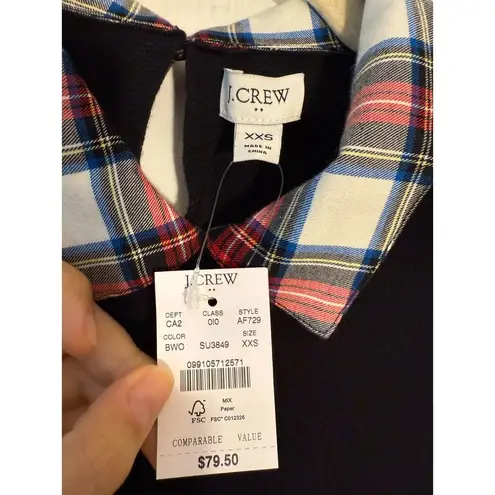 J.CREW
XXS
MADE IN
CHINA
J.CREW
DEPT CLASS STYLE
CA2 010 AF729
COLOR SIZE
BWO SU3849 XXS
099105712571
FSC
MIX
Paper
FSC® C012326
COMPARABLE VALUE
$79.50